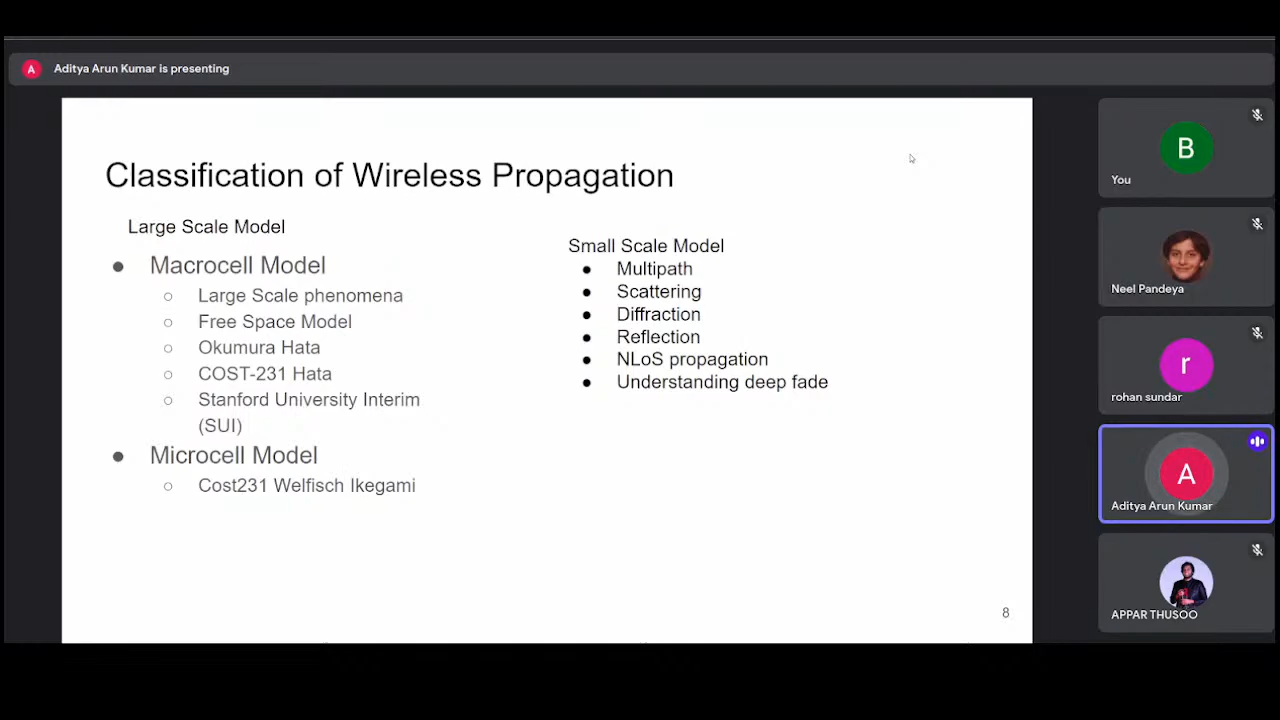 A
Aditya Arun Kumar is presenting
Classification of Wireless Propagation
Large Scale Model
● Macrocell Model
○ Large Scale phenomena
○ Free Space Model
○ Okumura Hata
○ COST-231 Hata
○ Stanford University Interim
(SUI)
● Microcell Model
○ Cost231 Welfisch Ikegami
Small Scale Model
● Multipath
● Scattering
● Diffraction
● Reflection
● NLoS propagation
● Understanding deep fade
8
B
You
Neel Pandeya
r
rohan sundar
A
Aditya Arun Kumar
APPAR THUSOO